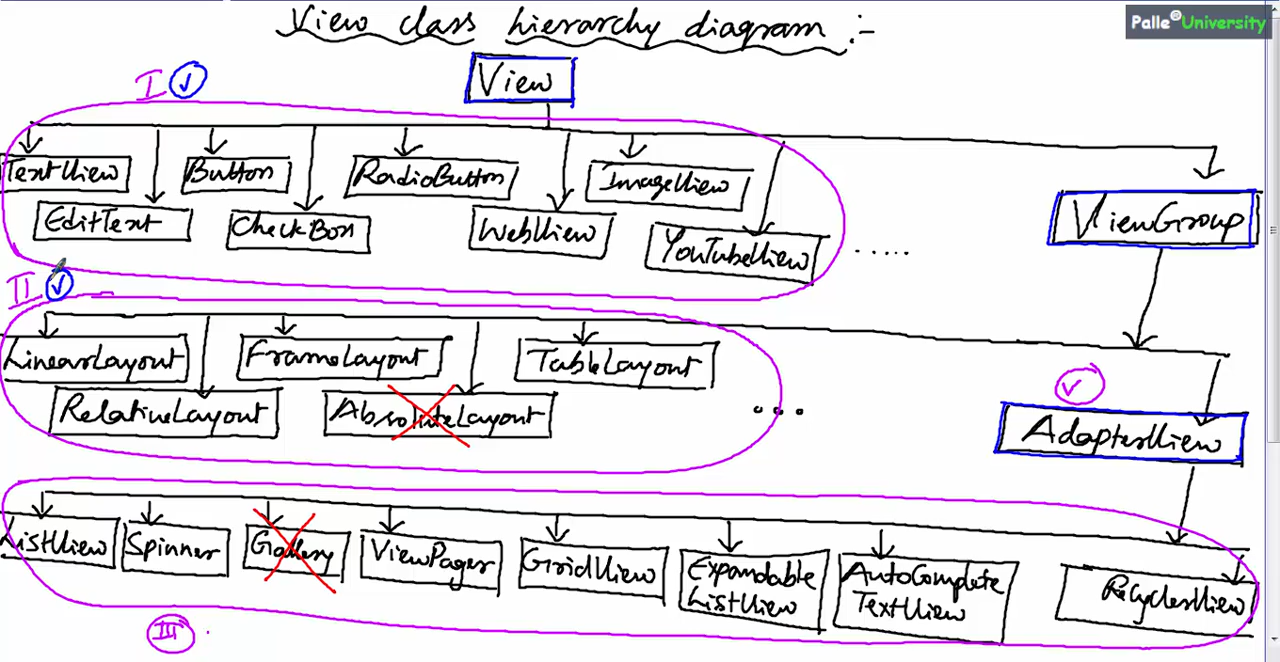 View class hierarchy diagram :-
Palle®University
View
I
TextView
Button
RadioButton
ImageView
EditText
CheckBox
WebView
YouTubeView
.....
ViewGroup
II
LinearLayout
FrameLayout
TableLayout
RelativeLayout
AbsoluteLayout
...
AdapterView
ListView
Spinner
Gallery
ViewPager
GridView
Expandable
ListView
AutoComplete
TextView
RecyclerView
III